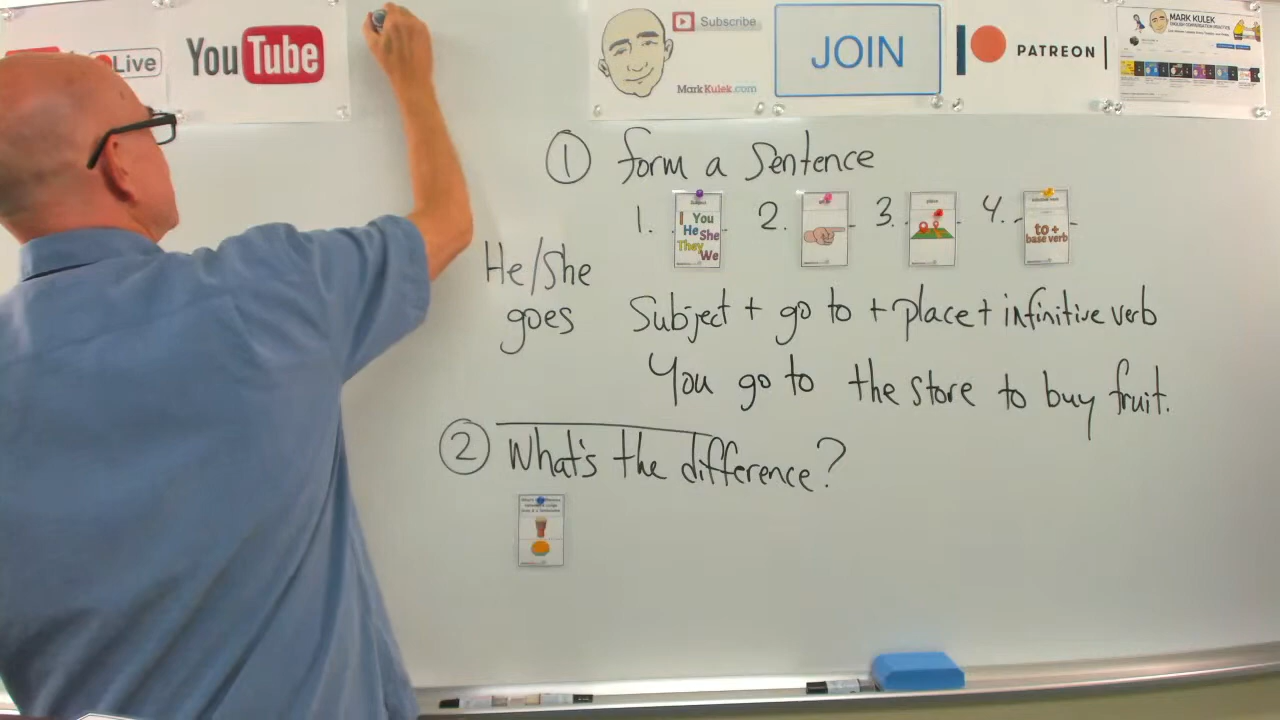 Live
YouTube
Subscribe
MarkKulek.com
JOIN
PATREON
MARK KULEK
① form a Sentence
1. 2. 3. 4.
Subject
I You
He She
They We
place
to +
base verb
He/She
goes
Subject + go to + place + infinitive verb
You go to the store to buy fruit.
② What's the difference?